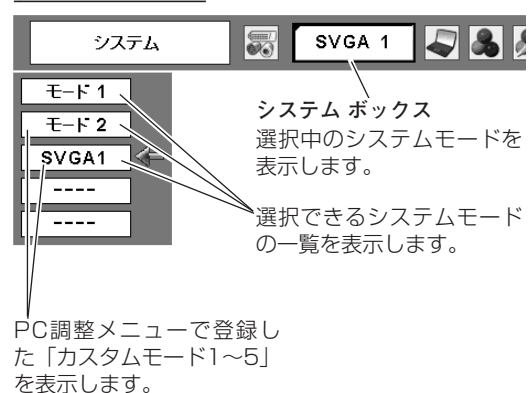 システム
SVGA 1
モード 1
モード 2
SVGA1
----
----
システム ボックス
選択中のシステムモードを
表示します。
選択できるシステムモード
の一覧を表示します。
PC調整メニューで登録し
た「カスタムモード1～5」
を表示します。